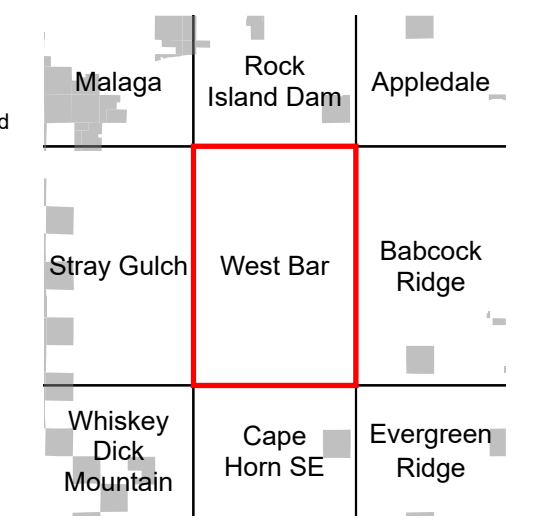 d
Malaga
Rock
Island Dam
Appledale
Stray Gulch
West Bar
Babcock
Ridge
Whiskey
Dick
Mountain
Cape
Horn SE
Evergreen
Ridge